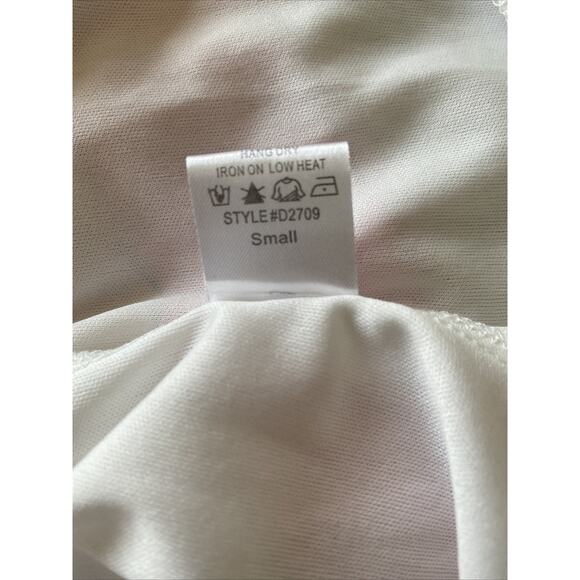 HANG DRY
IRON ON LOW HEAT
STYLE#D2709
Small